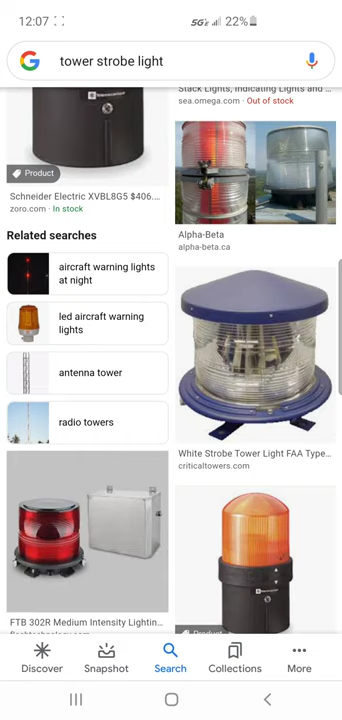 12:07
5GE 22%
tower strobe light
Stack Lights, Indicating Lights and ...
sea.omega.com · Out of stock
Product
Schneider Electric XVBL8G5 $406....
zoro.com · In stock
Alpha-Beta
alpha-beta.ca
Related searches
aircraft warning lights
at night
led aircraft warning
lights
antenna tower
radio towers
White Strobe Tower Light FAA Type...
criticaltowers.com
FTB 302R Medium Intensity Lightin...
Product
Discover
Snapshot
Search
Collections
More